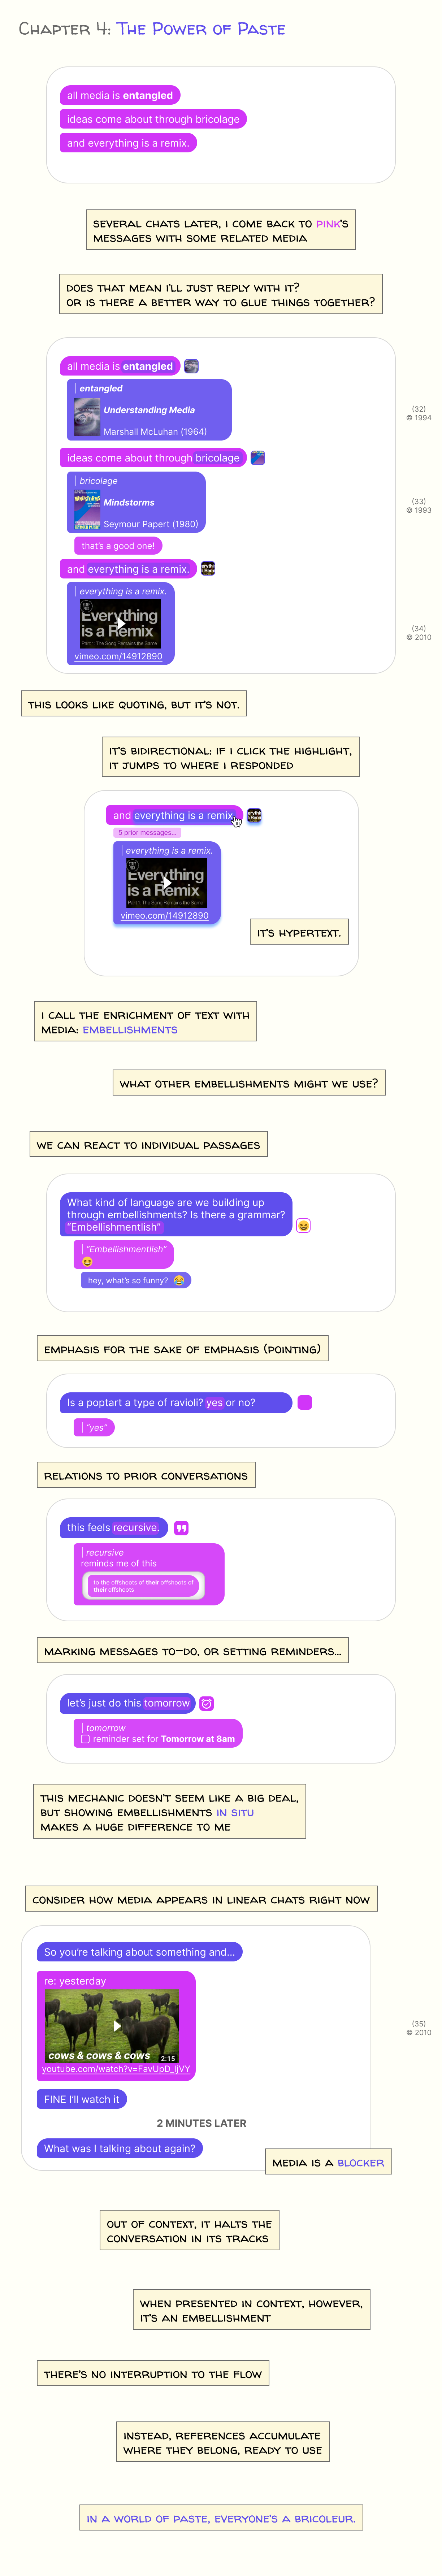 Chapter 4: The Power of Paste
all media is entangled
ideas come about through bricolage
and everything is a remix.
several chats later, i come back to pink's
messages with some related media
does that mean i'll just reply with it?
or is there a better way to glue things together?
all media is entangled
| entangled
Understanding Media
Marshall McLuhan (1964)
(32)
© 1994
ideas come about through bricolage
| bricolage
Mindstorms
Seymour Papert (1980)
(33)
© 1993
that's a good one!
and everything is a remix.
| everything is a remix.
Everything
is a Remix
Part 1: The Song Remains the Same
vimeo.com/14912890
(34)
© 2010
this looks like quoting, but it's not.
it's bidirectional: if i click the highlight,
it jumps to where i responded
and everything is a remix.
5 prior messages...
| everything is a remix.
Everything
is a Remix
Part 1: The Song Remains the Same
vimeo.com/14912890
it's hypertext.
i call the enrichment of text with
media: embellishments
what other embellishments might we use?
we can react to individual passages
What kind of language are we building up
through embellishments? Is there a grammar?
"Embellishmentlish"
| "Embellishmentlish"
😆
hey, what's so funny? 😂
emphasis for the sake of emphasis (pointing)
Is a poptart a type of ravioli? yes or no?
| "yes"
relations to prior conversations
this feels recursive.
| recursive
reminds me of this
to the offshoots of their offshoots of
their offshoots
marking messages to-do, or setting reminders...
let's just do this tomorrow
| tomorrow
reminder set for Tomorrow at 8am
this mechanic doesn't seem like a big deal,
but showing embellishments in situ
makes a huge difference to me
consider how media appears in linear chats right now
So you're talking about something and...
re: yesterday
cows & cows & cows
2:15
youtube.com/watch?v=FavUpD_IjVY
(35)
© 2010
FINE I'll watch it
2 MINUTES LATER
What was I talking about again?
media is a blocker
out of context, it halts the
conversation in its tracks
when presented in context, however,
it's an embellishment
there's no interruption to the flow
instead, references accumulate
where they belong, ready to use
in a world of paste, everyone's a bricoleur.